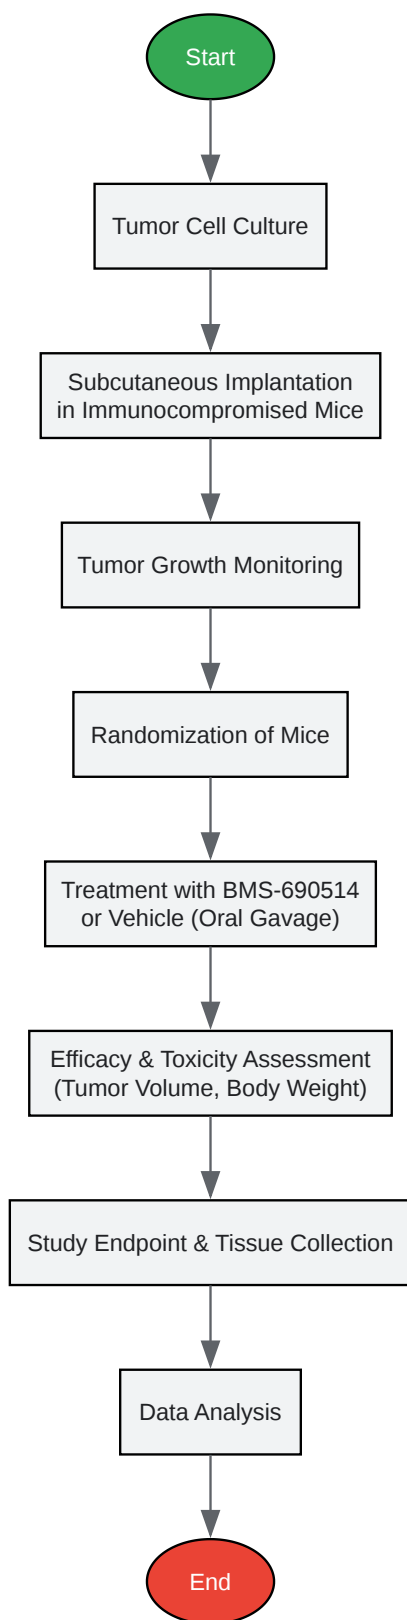 Start
Tumor Cell Culture
Subcutaneous Implantation
in Immunocompromised Mice
Tumor Growth Monitoring
Randomization of Mice
Treatment with BMS-690514
or Vehicle (Oral Gavage)
Efficacy & Toxicity Assessment
(Tumor Volume, Body Weight)
Study Endpoint & Tissue Collection
Data Analysis
End